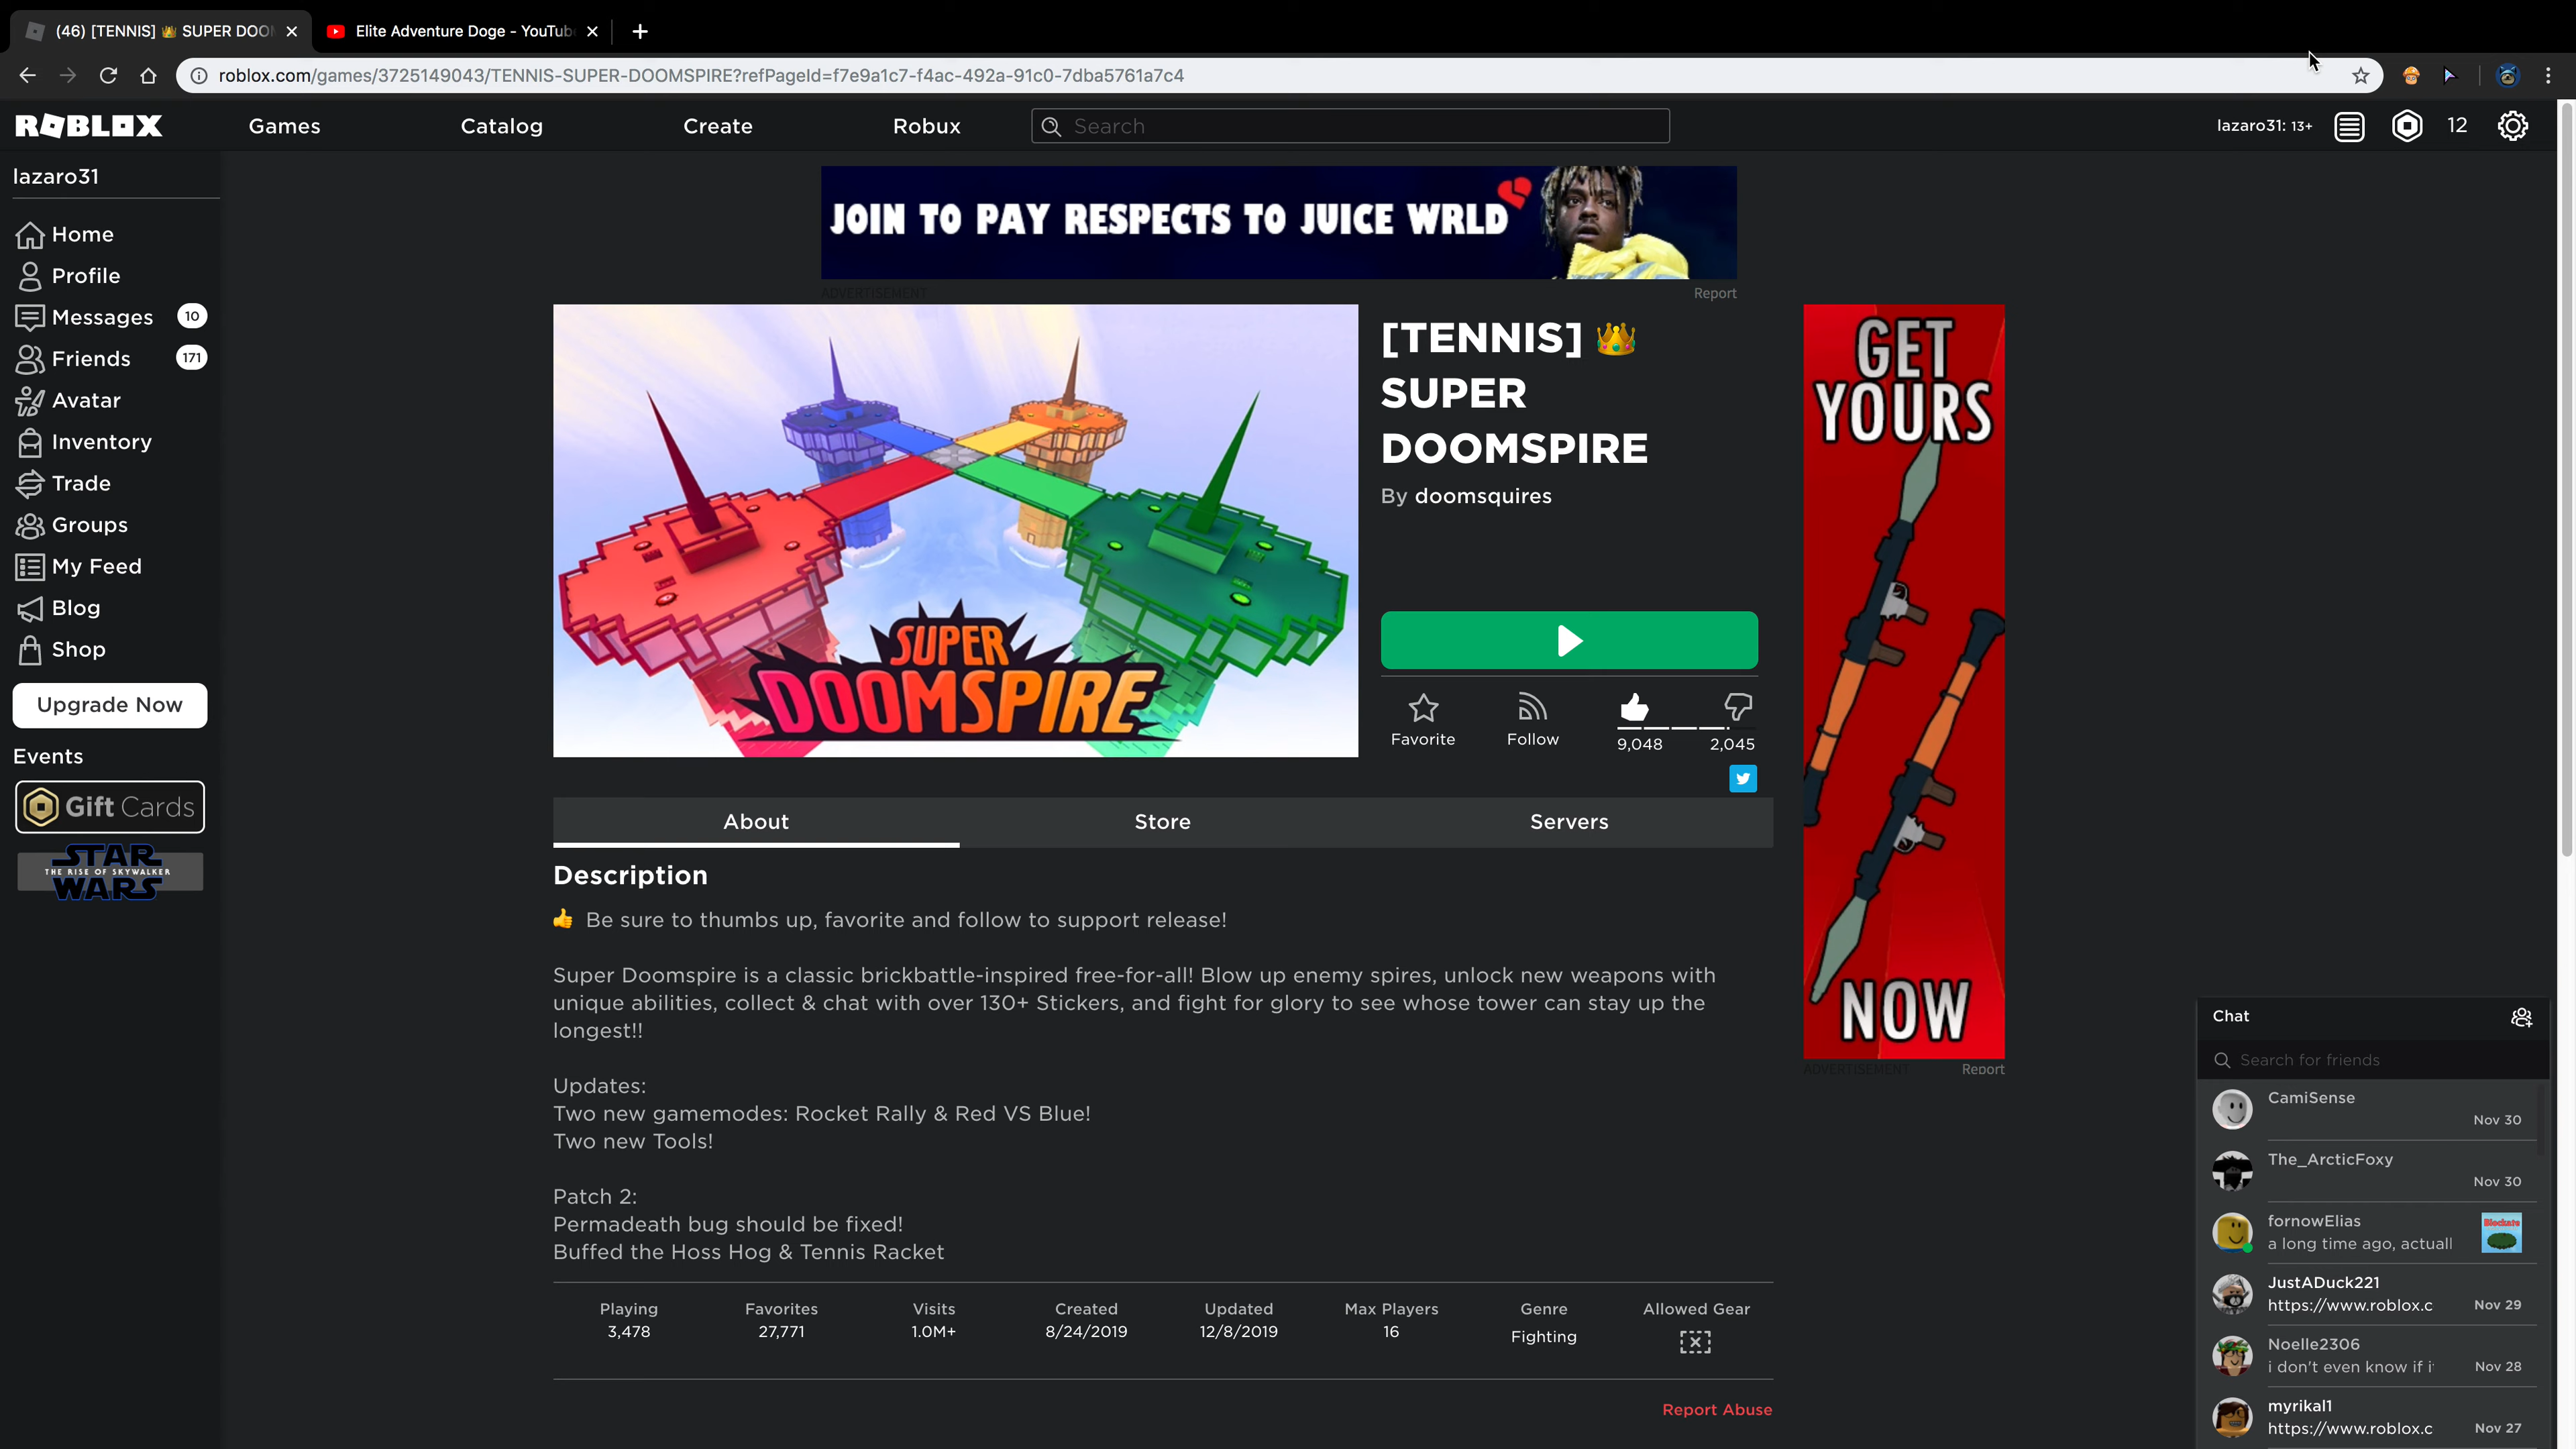 (46) [TENNIS] 👑 SUPER DOO
Elite Adventure Doge - YouTub
roblox.com/games/3725149043/TENNIS-SUPER-DOOMSPIRE?refPageId=f7e9a1c7-f4ac-492a-91c0-7dba5761a7c4
ROBLOX
Games
Catalog
Create
Robux
Search
lazaro31: 13+
12
lazaro31
Home
Profile
Messages 10
Friends 171
Avatar
Inventory
Trade
Groups
My Feed
Blog
Shop
Upgrade Now
Events
Gift Cards
STAR
THE RISE OF SKYWALKER
WARS
JOIN TO PAY RESPECTS TO JUICE WRLD
ADVERTISEMENT
Report
SUPER
DOOMSPIRE
[TENNIS] 👑
SUPER
DOOMSPIRE
By doomsquires
Favorite
Follow
9,048
2,045
GET
YOURS
NOW
ADVERTISEMENT
Report
About
Store
Servers
Description
👍 Be sure to thumbs up, favorite and follow to support release!
Super Doomspire is a classic brickbattle-inspired free-for-all! Blow up enemy spires, unlock new weapons with
unique abilities, collect & chat with over 130+ Stickers, and fight for glory to see whose tower can stay up the
longest!!
Updates:
Two new gamemodes: Rocket Rally & Red VS Blue!
Two new Tools!
Patch 2:
Permadeath bug should be fixed!
Buffed the Hoss Hog & Tennis Racket
Playing
3,478
Favorites
27,771
Visits
1.0M+
Created
8/24/2019
Updated
12/8/2019
Max Players
16
Genre
Fighting
Allowed Gear
Report Abuse
Chat
Search for friends
CamiSense
Nov 30
The_ArcticFoxy
Nov 30
fornowElias
a long time ago, actuall
Blockate
JustADuck221
https://www.roblox.c
Nov 29
Noelle2306
i don't even know if i
Nov 28
myrikal1
https://www.roblox.c
Nov 27